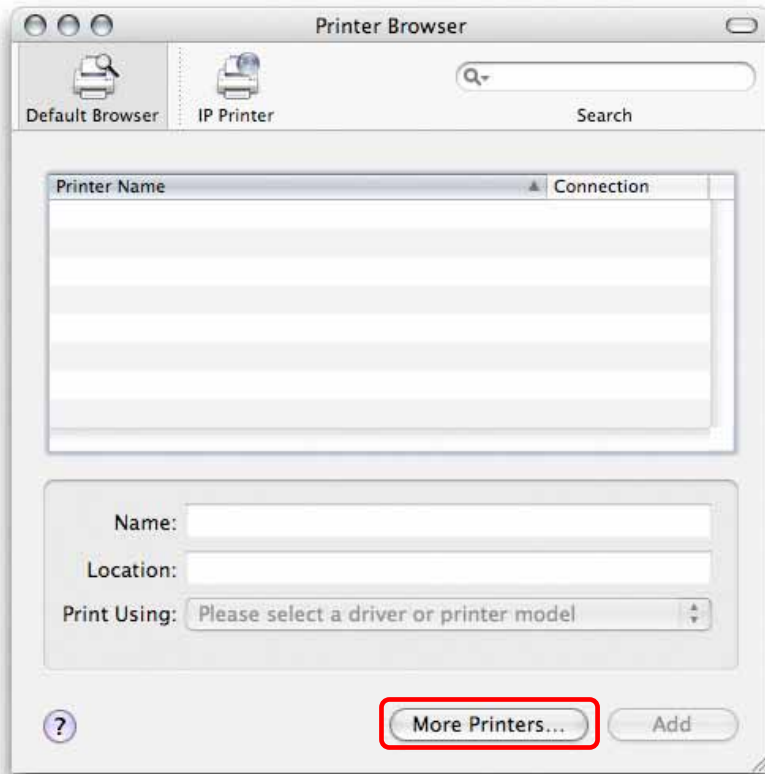 Printer Browser
Default Browser IP Printer Search
Printer Name Connection
Name:
Location:
Print Using: Please select a driver or printer model
? More Printers... Add